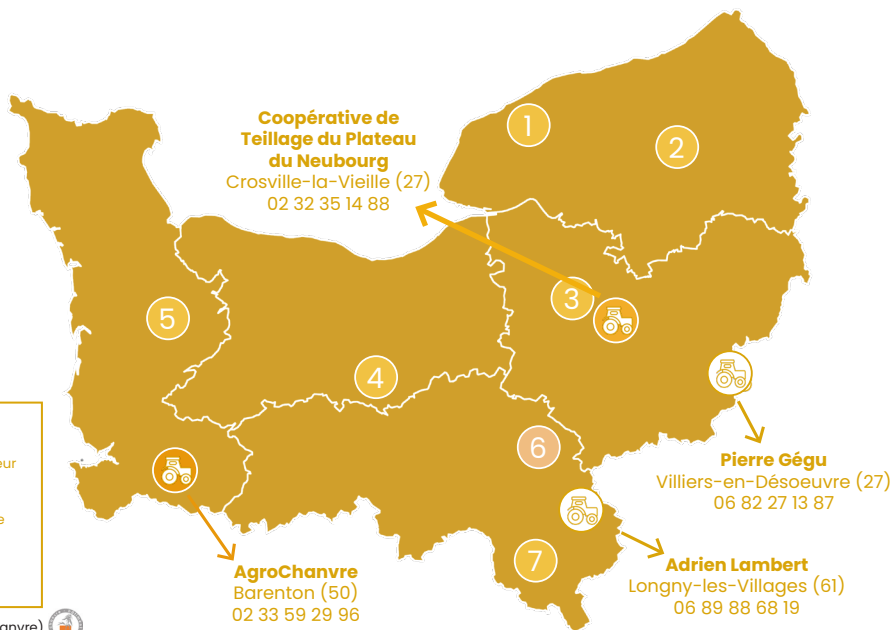 Coopérative de
Teillage du Plateau
du Neubourg
Crosville-la-Vieille (27)
02 32 35 14 88
1
2
3
5
4
6
7
Pierre Gégu
Villiers-en-Désoeuvre (27)
06 82 27 13 87
AgroChanvre
Barenton (50)
02 33 59 29 96
Adrien Lambert
Longny-les-Villages (61)
06 89 88 68 19